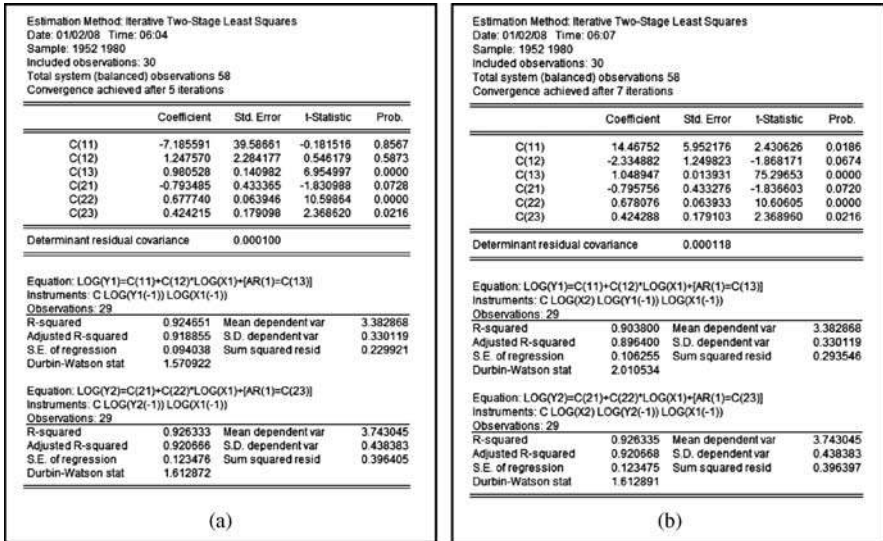 Estimation Method: Iterative Two-Stage Least Squares
Date: 01/02/08 Time: 06:04
Sample: 1952 1980
Included observations: 30
Total system (balanced) observations 58
Convergence achieved after 5 iterations
Coefficient Std. Error t-Statistic Prob.
C(11) -7.185591 39.58661 -0.181516 0.8567
C(12) 1.247570 2.284177 0.546179 0.5873
C(13) 0.980528 0.140982 6.954997 0.0000
C(21) -0.793485 0.433365 -1.830988 0.0728
C(22) 0.677740 0.063946 10.59864 0.0000
C(23) 0.424215 0.179098 2.368620 0.0216
Determinant residual covariance 0.000100
Equation: LOG(Y1)=C(11)+C(12)*LOG(X1)+[AR(1)=C(13)]
Instruments: C LOG(Y1(-1)) LOG(X1(-1))
Observations: 29
R-squared 0.924651 Mean dependent var 3.382868
Adjusted R-squared 0.918855 S.D. dependent var 0.330119
S.E. of regression 0.094038 Sum squared resid 0.229921
Durbin-Watson stat 1.570922
Equation: LOG(Y2)=C(21)+C(22)*LOG(X1)+[AR(1)=C(23)]
Instruments: C LOG(Y2(-1)) LOG(X1(-1))
Observations: 29
R-squared 0.926333 Mean dependent var 3.743045
Adjusted R-squared 0.920666 S.D. dependent var 0.438383
S.E. of regression 0.123476 Sum squared resid 0.396405
Durbin-Watson stat 1.612872
(a)
Estimation Method: Iterative Two-Stage Least Squares
Date: 01/02/08 Time: 06:07
Sample: 1952 1980
Included observations: 30
Total system (balanced) observations 58
Convergence achieved after 7 iterations
Coefficient Std. Error t-Statistic Prob.
C(11) 14.46752 5.952176 2.430626 0.0186
C(12) -2.334882 1.249823 -1.868171 0.0674
C(13) 1.048947 0.013931 75.29653 0.0000
C(21) -0.795756 0.433276 -1.836603 0.0720
C(22) 0.678076 0.063933 10.60605 0.0000
C(23) 0.424288 0.179103 2.368960 0.0216
Determinant residual covariance 0.000118
Equation: LOG(Y1)=C(11)+C(12)*LOG(X1)+[AR(1)=C(13)]
Instruments: C LOG(X2) LOG(Y1(-1)) LOG(X1(-1))
Observations: 29
R-squared 0.903800 Mean dependent var 3.382868
Adjusted R-squared 0.896400 S.D. dependent var 0.330119
S.E. of regression 0.106255 Sum squared resid 0.293546
Durbin-Watson stat 2.010534
Equation: LOG(Y2)=C(21)+C(22)*LOG(X1)+[AR(1)=C(23)]
Instruments: C LOG(X2) LOG(Y2(-1)) LOG(X1(-1))
Observations: 29
R-squared 0.926335 Mean dependent var 3.743045
Adjusted R-squared 0.920668 S.D. dependent var 0.438383
S.E. of regression 0.123475 Sum squared resid 0.396397
Durbin-Watson stat 1.612891
(b)